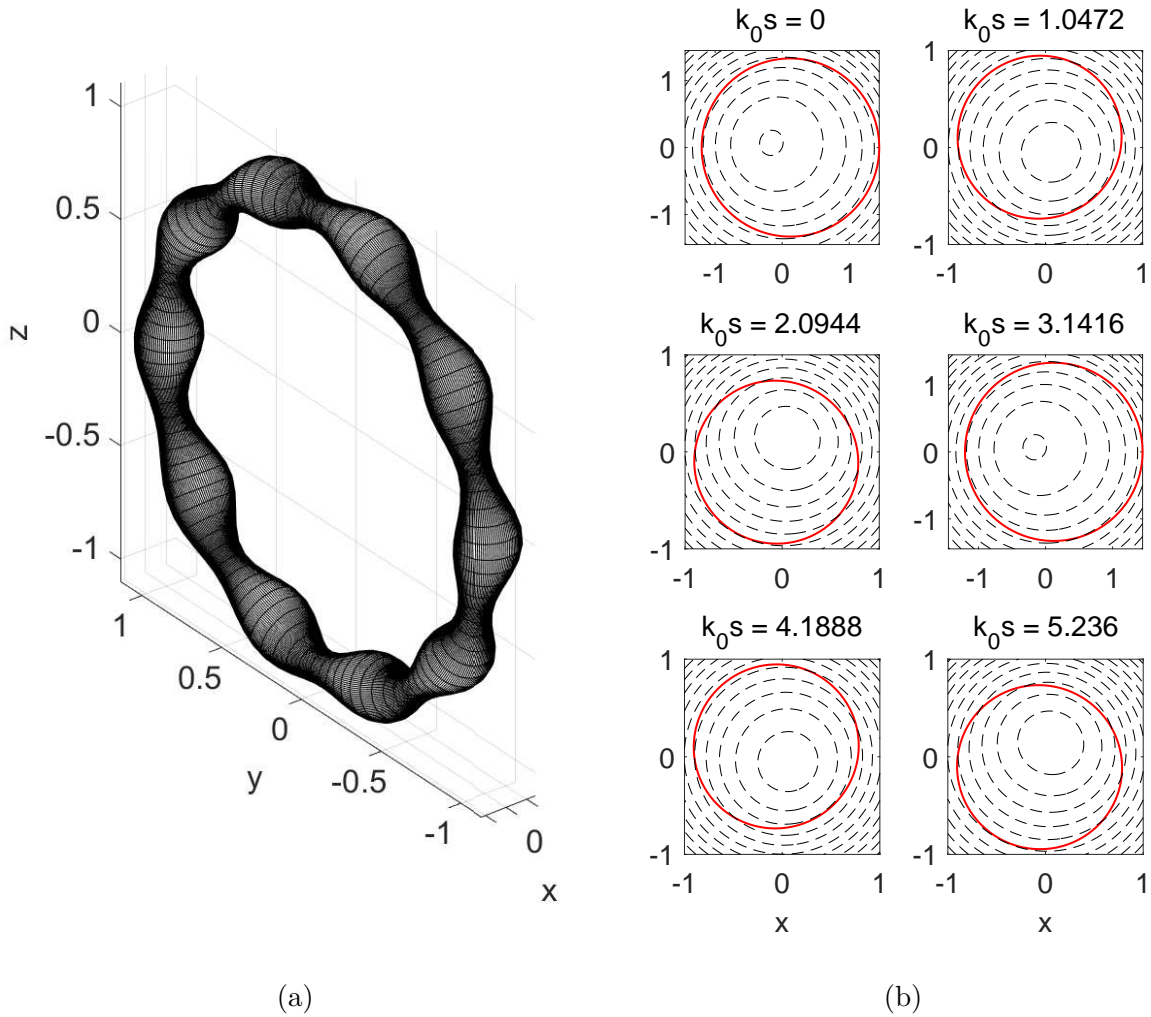 1
0.5
0
-0.5
-1
z
1
0.5
0
-0.5
-1
y
0
x
(a)
k0s = 0
1
0
-1
-1 0 1
k0s = 1.0472
1
0
-1
-1 0 1
k0s = 2.0944
1
0
-1
-1 0 1
k0s = 3.1416
1
0
-1
-1 0 1
k0s = 4.1888
1
0
-1
-1 0 1
x
k0s = 5.236
1
0
-1
-1 0 1
x
(b)